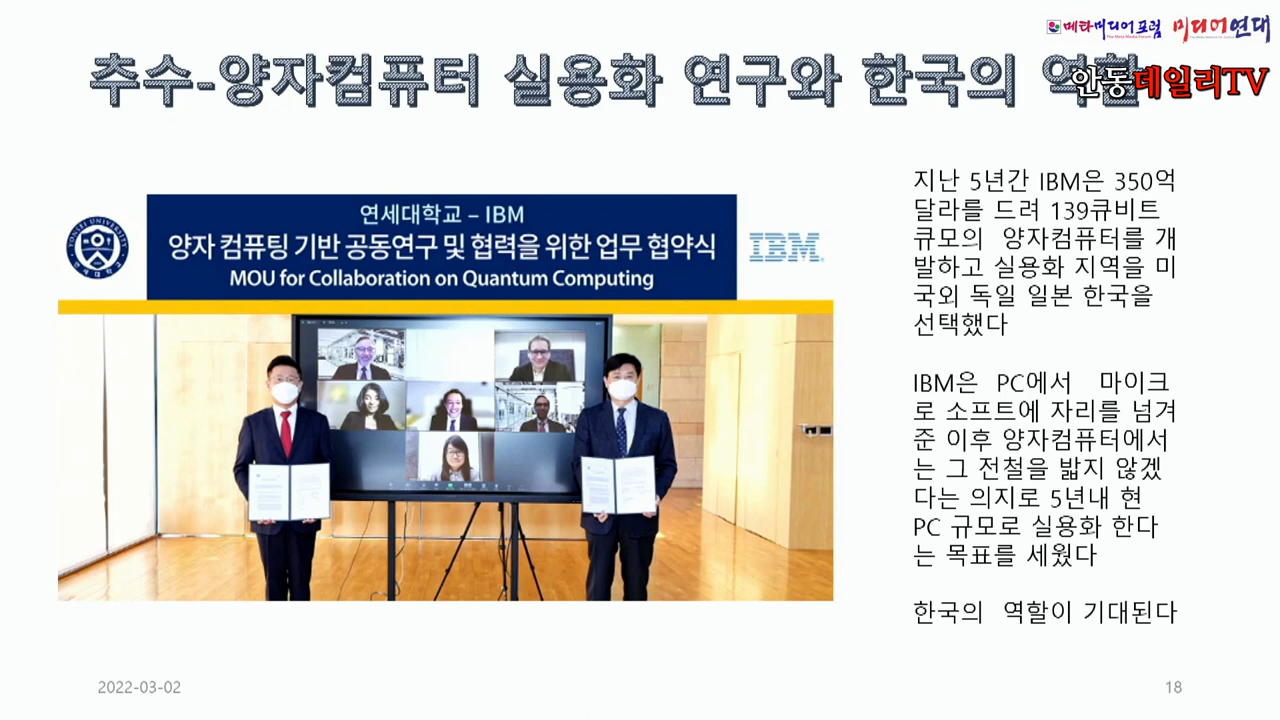 메타미디어포럼 미디어연대
추수-양자컴퓨터 실용화 연구와 한국의
안동데일리TV
연세대학교 – IBM
양자 컴퓨팅 기반 공동연구 및 협력을 위한 업무 협약식
MOU for Collaboration on Quantum Computing
YONSEI UNIVERSITY
연세대학교
IBM
지난 5년간 IBM은 350억
달라를 드려 139큐비트
큐모의 양자컴퓨터를 개
발하고 실용화 지역을 미
국외 독일 일본 한국을
선택했다
IBM은 PC에서 마이크
로 소프트에 자리를 넘겨
준 이후 양자컴퓨터에서
는 그 전철을 밟지 않겠
다는 의지로 5년내 현
PC 규모로 실용화 한다
는 목표를 세웠다
한국의 역할이 기대된다
2022-03-02
18